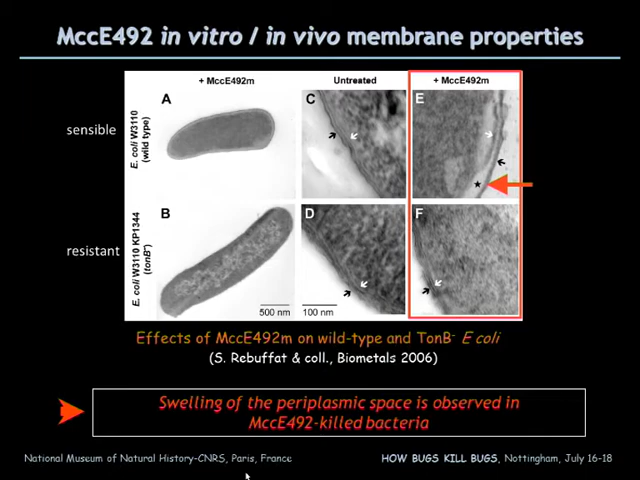 MccE492 in vitro / in vivo membrane properties
+ MccE492m
Untreated
+ MccE492m
sensible
E. coli W3110
(wild type)
A
C
E
resistant
E. coli W3110 KP1344
(tonB-)
B
D
F
500 nm
100 nm
Effects of MccE492m on wild-type and TonB- E coli
(S. Rebuffat & coll., Biometals 2006)
Swelling of the periplasmic space is observed in
MccE492-killed bacteria
National Museum of Natural History-CNRS, Paris, France
HOW BUGS KILL BUGS, Nottingham, July 16-18